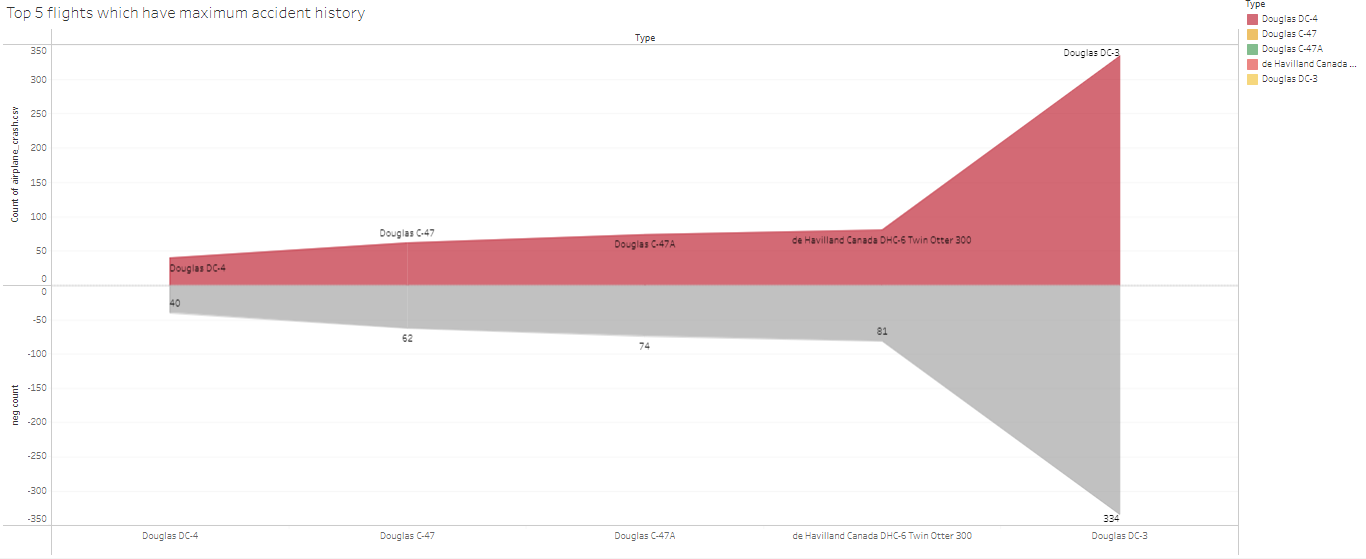 Top 5 flights which have maximum accident history
Type
Type
Douglas DC-4
Douglas C-47
Douglas C-47A
de Havilland Canada ...
Douglas DC-3
Count of airplane_crash.csv
350
300
250
200
150
100
50
0
Douglas DC-4
Douglas C-47
Douglas C-47A
de Havilland Canada DHC-6 Twin Otter 300
Douglas DC-3
neg count
0
-50
-100
-150
-200
-250
-300
-350
40
62
74
81
334
Douglas DC-4
Douglas C-47
Douglas C-47A
de Havilland Canada DHC-6 Twin Otter 300
Douglas DC-3